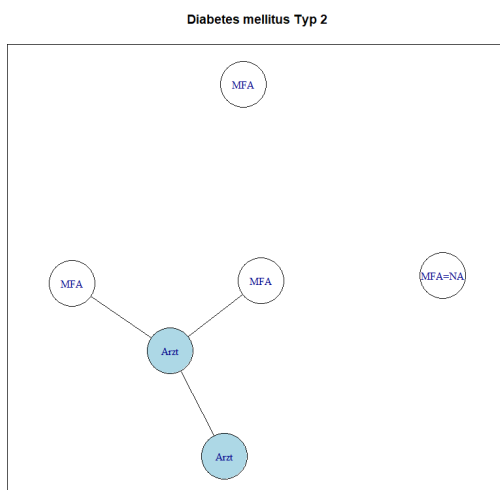 Diabetes mellitus Typ 2
MFA
MFA
MFA
MFA=NA
Arzt
Arzt